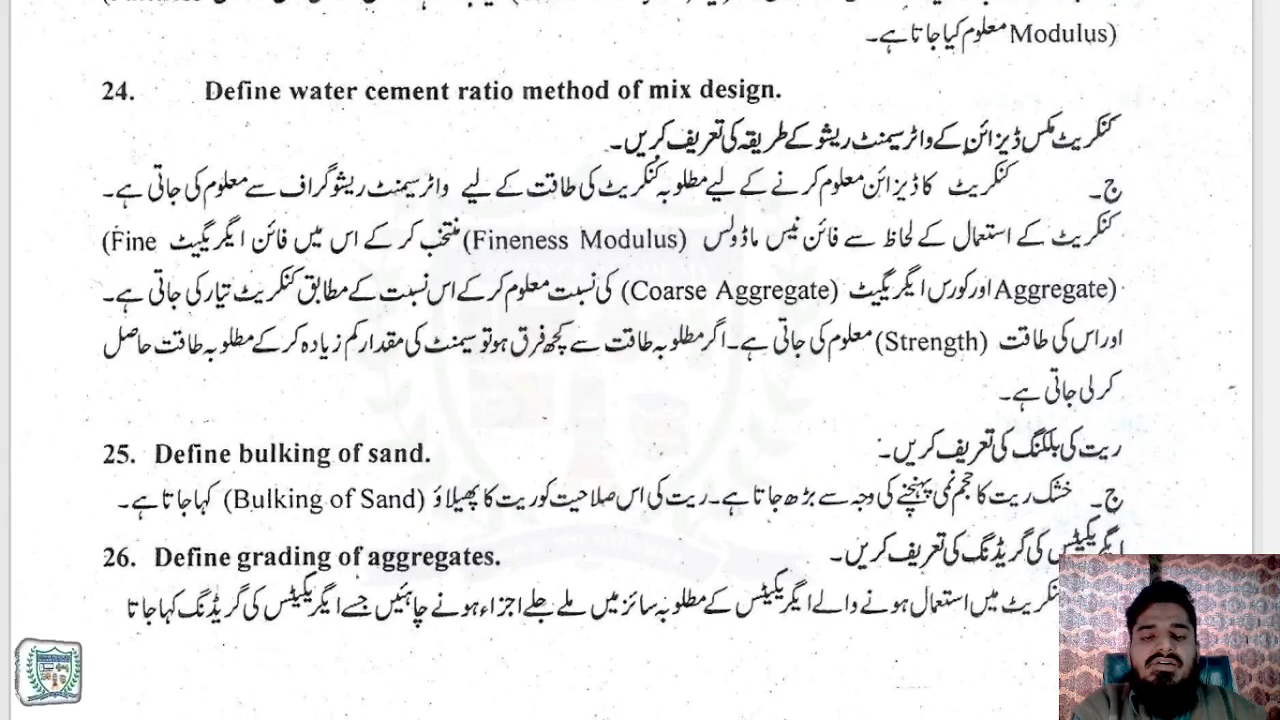 Modulus) معلوم کیا جاتا ہے۔
24. Define water cement ratio method of mix design.
کنکریٹ مکس ڈیزائن کے واٹر سیمنٹ ریشو کے طریقہ کی تعریف کریں۔
ج۔ کنکریٹ کا ڈیزائن معلوم کرنے کے لیے مطلوبہ کنکریٹ کی طاقت کے لیے واٹر سیمنٹ ریشو گراف سے معلوم کی جاتی ہے۔
کنکریٹ کے استعمال کے لحاظ سے فائن نیس ماڈولس (Fineness Modulus) منتخب کر کے اس میں فائن ایگریگیٹ (Fine
Aggregate) اور کورس ایگریگیٹ (Coarse Aggregate) کی نسبت معلوم کر کے اس نسبت کے مطابق کنکریٹ تیار کی جاتی ہے۔
اور اس کی طاقت (Strength) معلوم کی جاتی ہے۔ اگر مطلوبہ طاقت سے کچھ فرق ہو تو سیمنٹ کی مقدار کم زیادہ کر کے مطلوبہ طاقت حاصل
کر لی جاتی ہے۔
25. Define bulking of sand. ریت کی بلکنگ کی تعریف کریں۔
ج۔ خشک ریت کا حجم نمی پہنچنے کی وجہ سے بڑھ جاتا ہے۔ ریت کی اس صلاحیت کو ریت کا پھیلاؤ (Bulking of Sand) کہا جاتا ہے۔
26. Define grading of aggregates. ایگریگیٹس کی گریڈنگ کی تعریف کریں۔
کنکریٹ میں استعمال ہونے والے ایگریگیٹس کے مطلوبہ سائز میں ملے جلے اجزاء ہونے چاہئیں جسے ایگریگیٹس کی گریڈنگ کہا جاتا